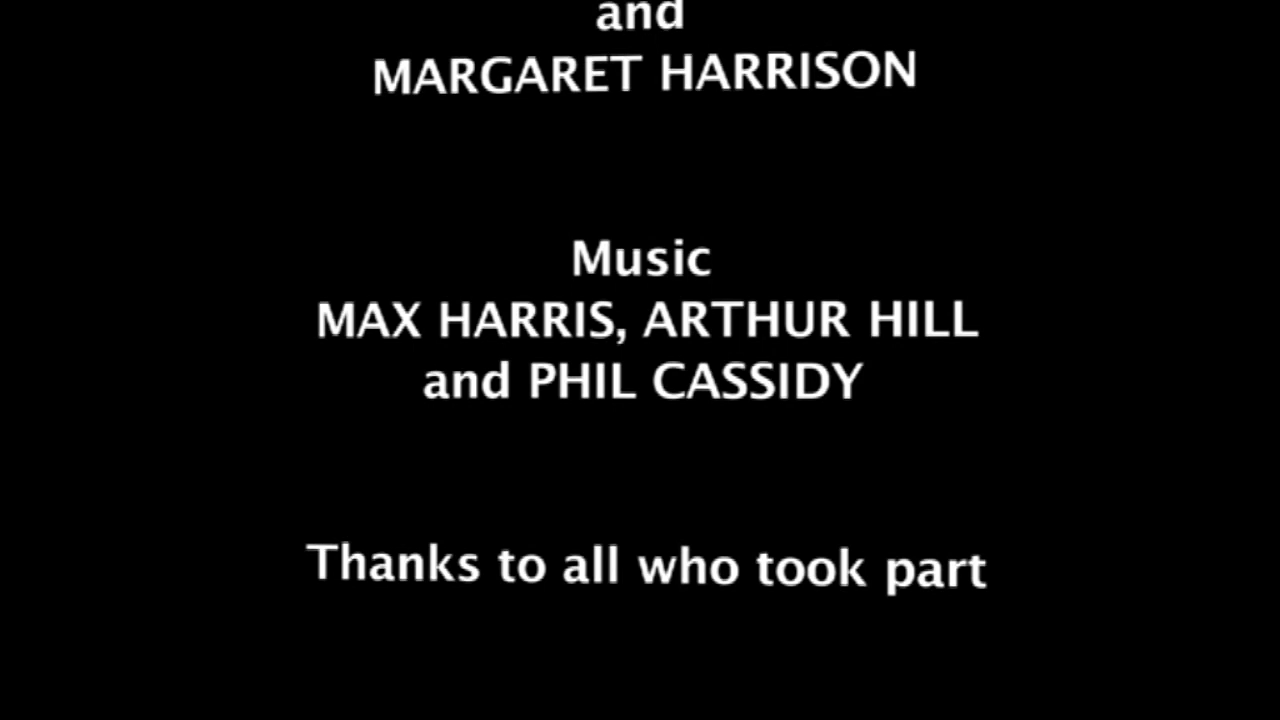 and
MARGARET HARRISON
Music
MAX HARRIS, ARTHUR HILL
and PHIL CASSIDY
Thanks to all who took part